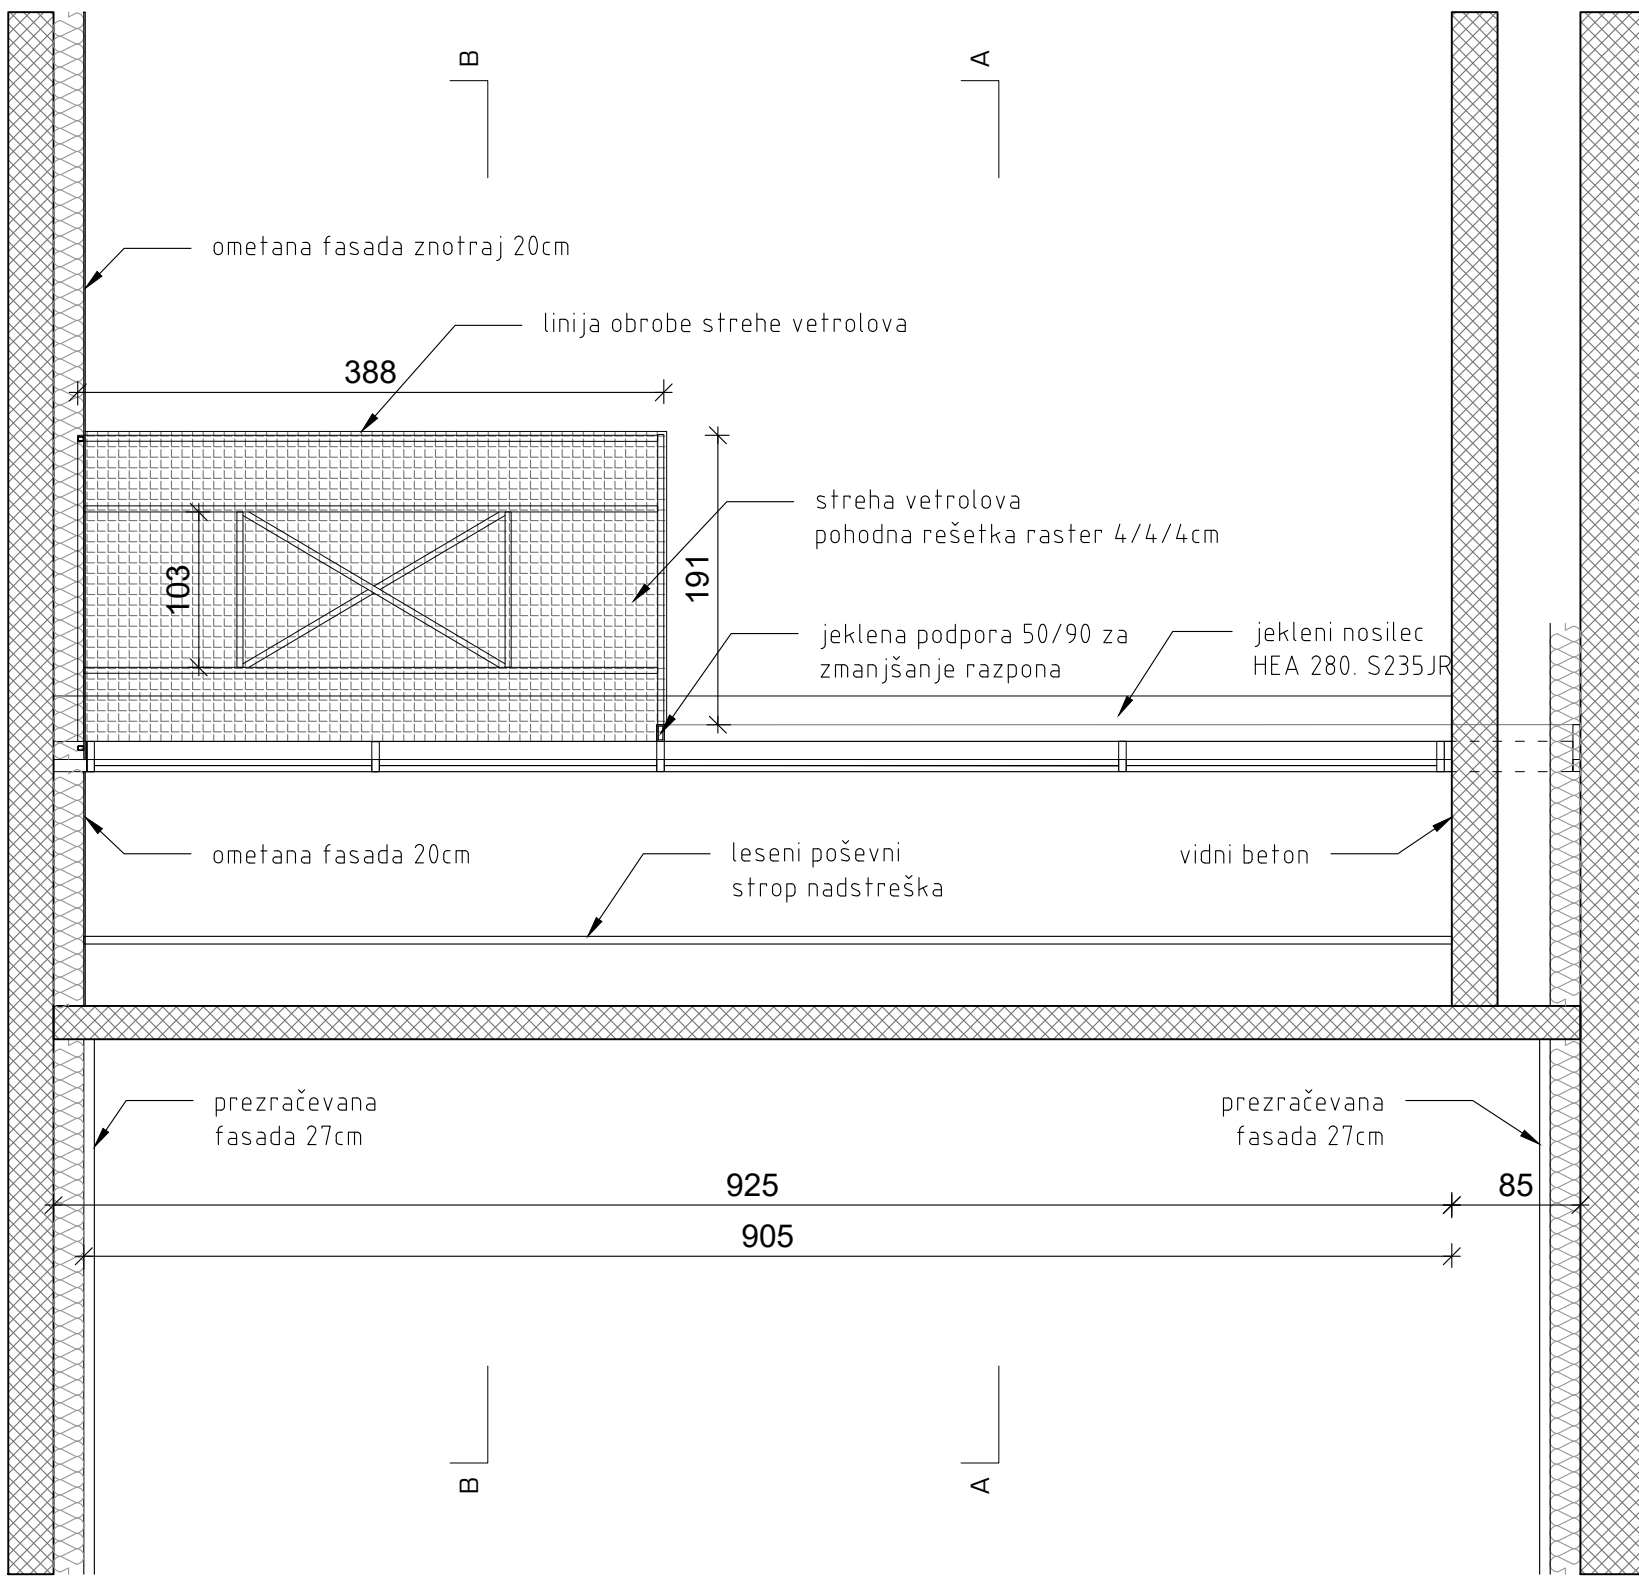 B
A
ometana fasada znotraj 20cm
linija obrobe strehe vetrolova
388
streha vetrolova
pohodna rešetka raster 4/4/4cm
103
191
jeklena podpora 50/90 za
zmanjšanje razpona
jekleni nosilec
HEA 280. S235JR
ometana fasada 20cm
leseni poševni
strop nadstreška
vidni beton
prezračevana
fasada 27cm
prezračevana
fasada 27cm
925
85
905
B
A